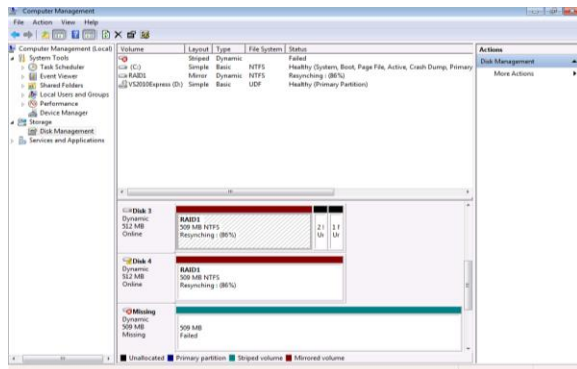 Computer Management
File Action View Help
Computer Management (Local)
System Tools
Task Scheduler
Event Viewer
Shared Folders
Local Users and Groups
Performance
Device Manager
Storage
Disk Management
Services and Applications
Volume Layout Type File System Status
Striped Dynamic Failed
(C:) Simple Basic NTFS Healthy (System, Boot, Page File, Active, Crash Dump, Primary
RAID1 Mirror Dynamic NTFS Resynching : (86%)
VS2010Express (D:) Simple Basic UDF Healthy (Primary Partition)
Actions
Disk Management
More Actions
Disk 3
Dynamic
512 MB
Online
RAID1
509 MB NTFS
Resynching : (86%)
Disk 4
Dynamic
512 MB
Online
RAID1
509 MB NTFS
Resynching : (86%)
Missing
Dynamic
509 MB
Missing
509 MB
Failed
Unallocated Primary partition Striped volume Mirrored volume